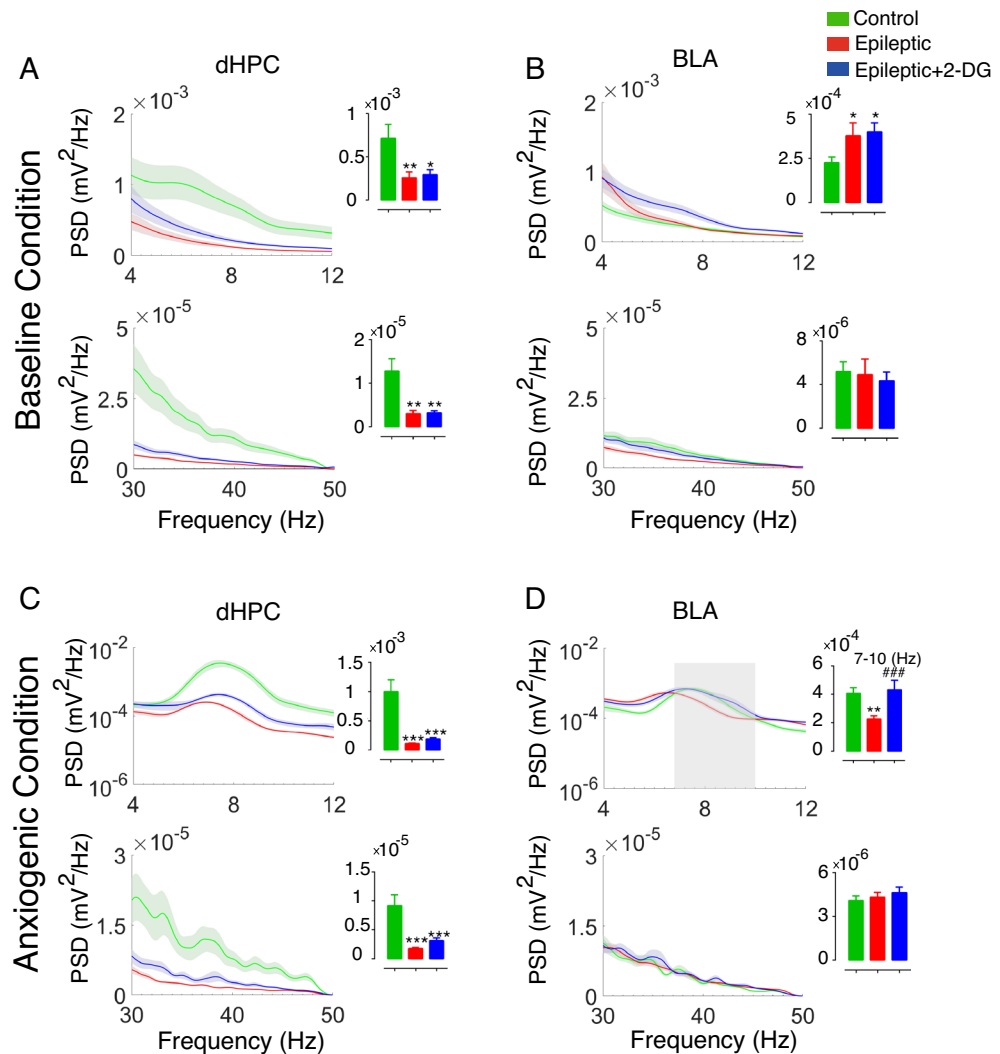 Control
Epileptic
Epileptic+2-DG
Baseline Condition
A
dHPC
×10⁻³
PSD (mV²/Hz)
2
1
0
4 8 12
×10⁻³
1
0.5
0
** *
×10⁻⁵
PSD (mV²/Hz)
5
2.5
0
30 40 50
Frequency (Hz)
×10⁻⁵
2
1
0
** **
B
BLA
×10⁻³
PSD (mV²/Hz)
2
1
0
4 8 12
×10⁻⁴
5
2.5
0
* *
×10⁻⁵
PSD (mV²/Hz)
5
2.5
0
30 40 50
Frequency (Hz)
×10⁻⁶
8
4
0
Anxiogenic Condition
C
dHPC
PSD (mV²/Hz)
10⁻²
10⁻⁴
10⁻⁶
4 8 12
×10⁻³
1.5
1
0.5
0
*** ***
×10⁻⁵
PSD (mV²/Hz)
3
1.5
0
30 40 50
Frequency (Hz)
×10⁻⁵
1.5
1
0.5
0
*** ***
D
BLA
PSD (mV²/Hz)
10⁻²
10⁻⁴
10⁻⁶
4 8 12
×10⁻⁴
6
4
2
0
7-10 (Hz)
###
**
×10⁻⁵
PSD (mV²/Hz)
3
1.5
0
30 40 50
Frequency (Hz)
×10⁻⁶
6
3
0